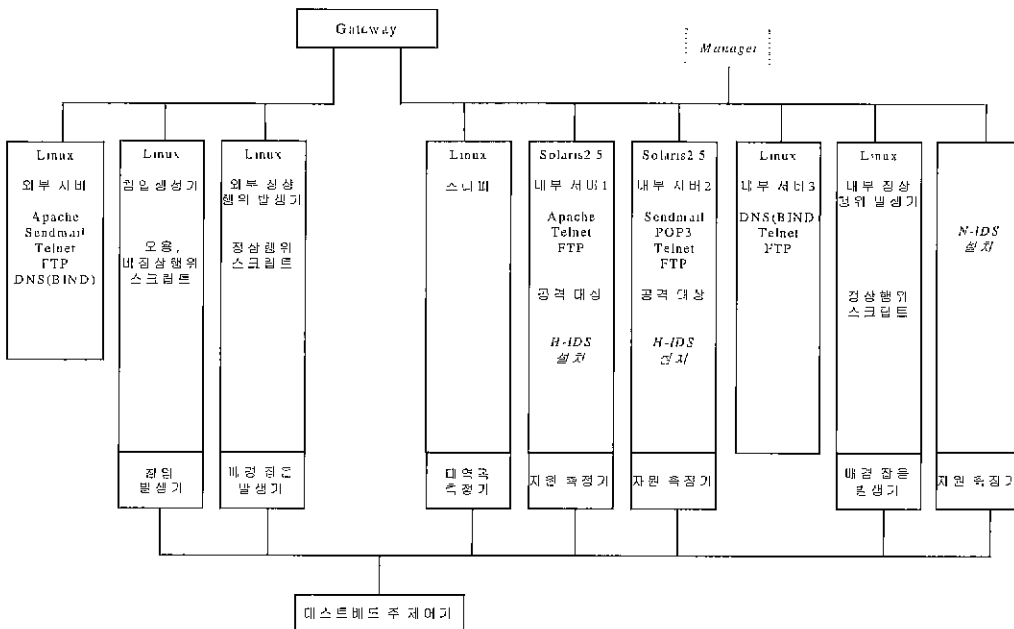 Gateway
Manager
Linux
외부 서버
Apache
Sendmail
Telnet
FTP
DNS(BIND)
Linux
침입생성기
오용,
비정상행위
스크립트
침입
발생기
Linux
외부 정상
행위 발생기
정상행위
스크립트
배경 잡음
발생기
Linux
스니퍼
대역폭
측정기
Solaris2.5
내부 서버1
Apache
Telnet
FTP
공격 대상
H-IDS
설치
자원 측정기
Solaris2.5
내부 서버2
Sendmail
POP3
Telnet
FTP
공격 대상
H-IDS
설치
자원 측정기
Linux
내부 서버3
DNS(BIND
Telnet
FTP
Linux
내부 정상
행위 발생기
정상행위
스크립트
배경 잡음
발생기
N-IDS
설치
자원 측정기
테스트베드 주 제어기